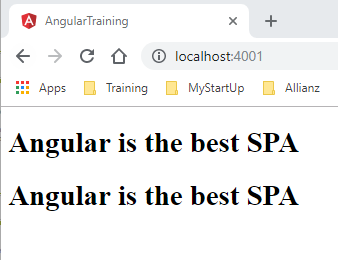 AngularTraining
localhost:4001
Apps Training MyStartUp Allianz
Angular is the best SPA
Angular is the best SPA